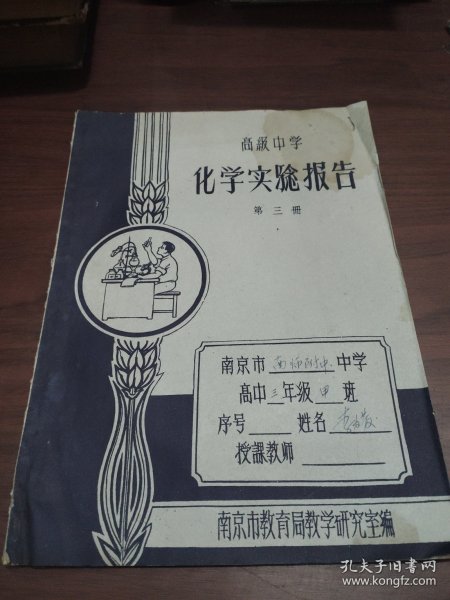 高級中学
化学实验报告
第三册
南京市 南师附中 中学
高中 三 年级 甲 班
序号 姓名
授課教师
南京市教育局教学研究室编
孔夫子旧书网
www.kongfz.com